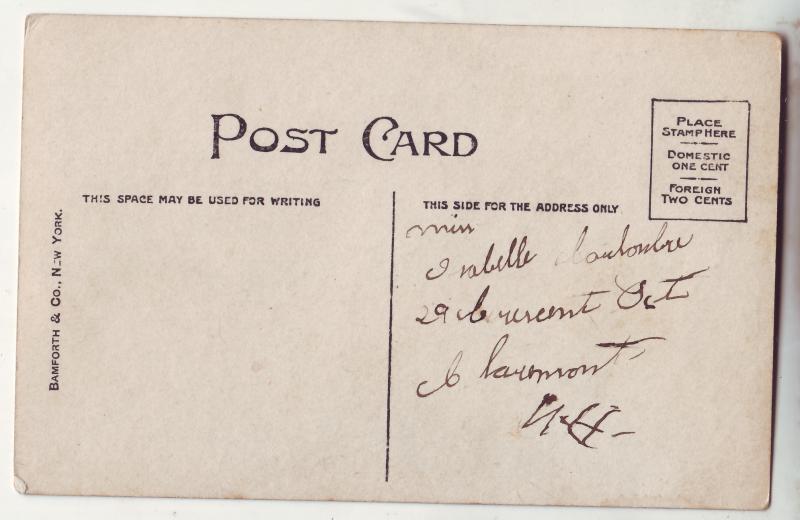 POST CARD
PLACE
STAMP HERE
DOMESTIC
ONE CENT
FOREIGN
TWO CENTS
THIS SPACE MAY BE USED FOR WRITING
THIS SIDE FOR THE ADDRESS ONLY
BAMFORTH & CO., NEW YORK.
miss
Isabelle
29 Crescent St
Claremont
N-H-